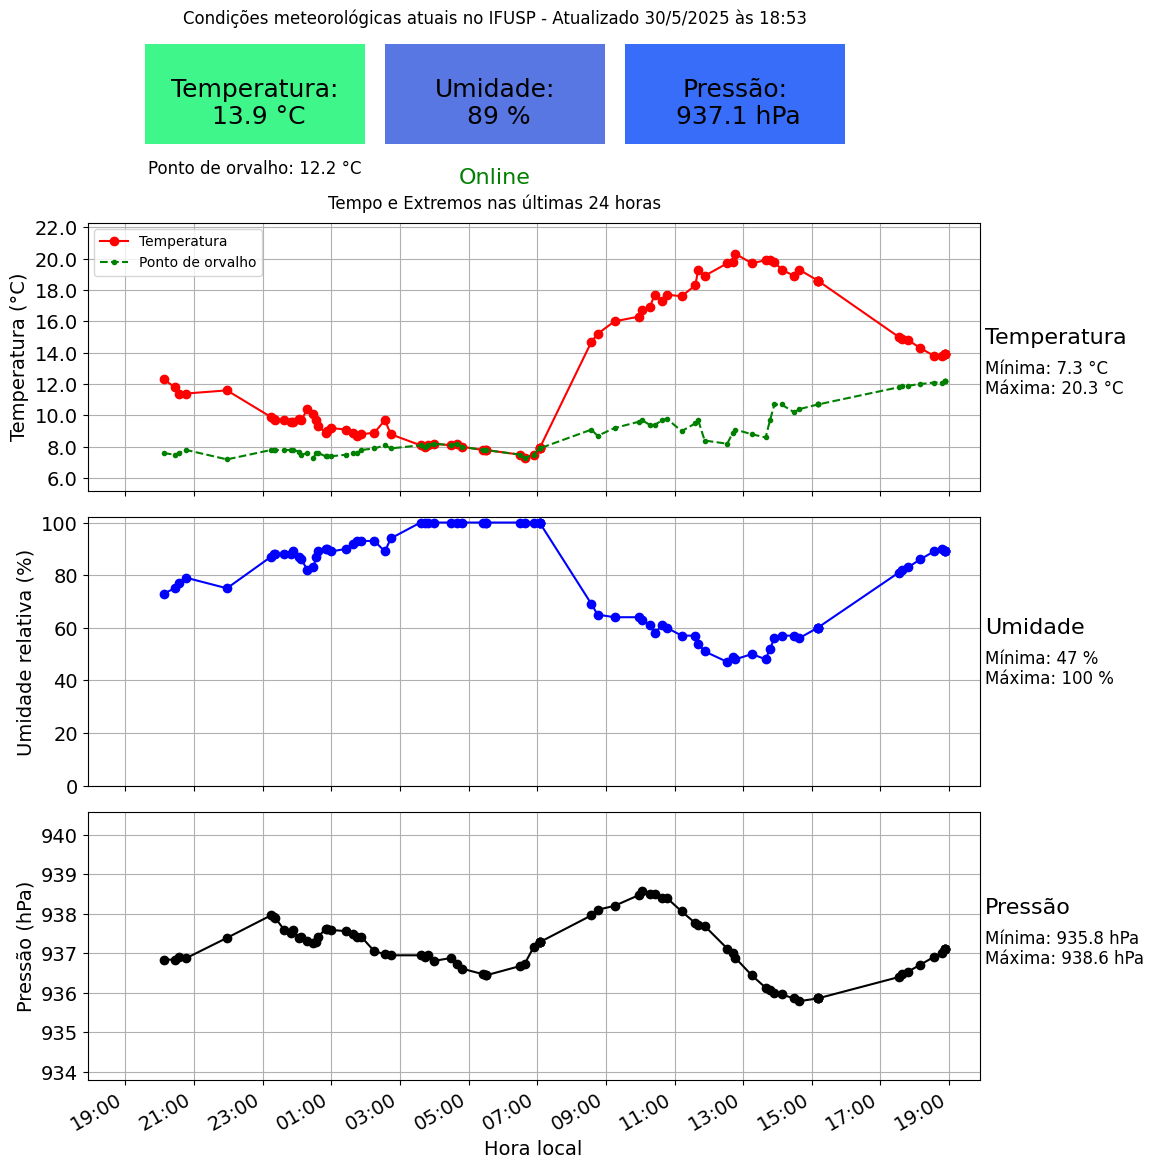 Condições meteorológicas atuais no IFUSP - Atualizado 30/5/2025 às 18:53
Temperatura:
13.9 °C
Umidade:
89 %
Pressão:
937.1 hPa
Ponto de orvalho: 12.2 °C
Online
Tempo e Extremos nas últimas 24 horas
Temperatura (°C)
22.0
20.0
18.0
16.0
14.0
12.0
10.0
8.0
6.0
Temperatura
Ponto de orvalho
Temperatura
Mínima: 7.3 °C
Máxima: 20.3 °C
Umidade relativa (%)
100
80
60
40
20
0
Umidade
Mínima: 47 %
Máxima: 100 %
Pressão (hPa)
940
939
938
937
936
935
934
Pressão
Mínima: 935.8 hPa
Máxima: 938.6 hPa
19:00 21:00 23:00 01:00 03:00 05:00 07:00 09:00 11:00 13:00 15:00 17:00 19:00
Hora local